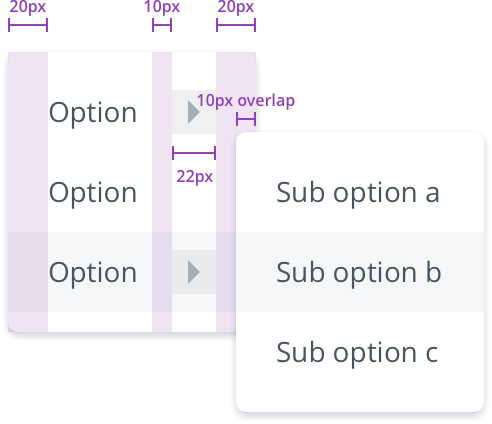 20px 10px 20px
Option
10px overlap
22px
Option
Sub option a
Option
Sub option b
Sub option c